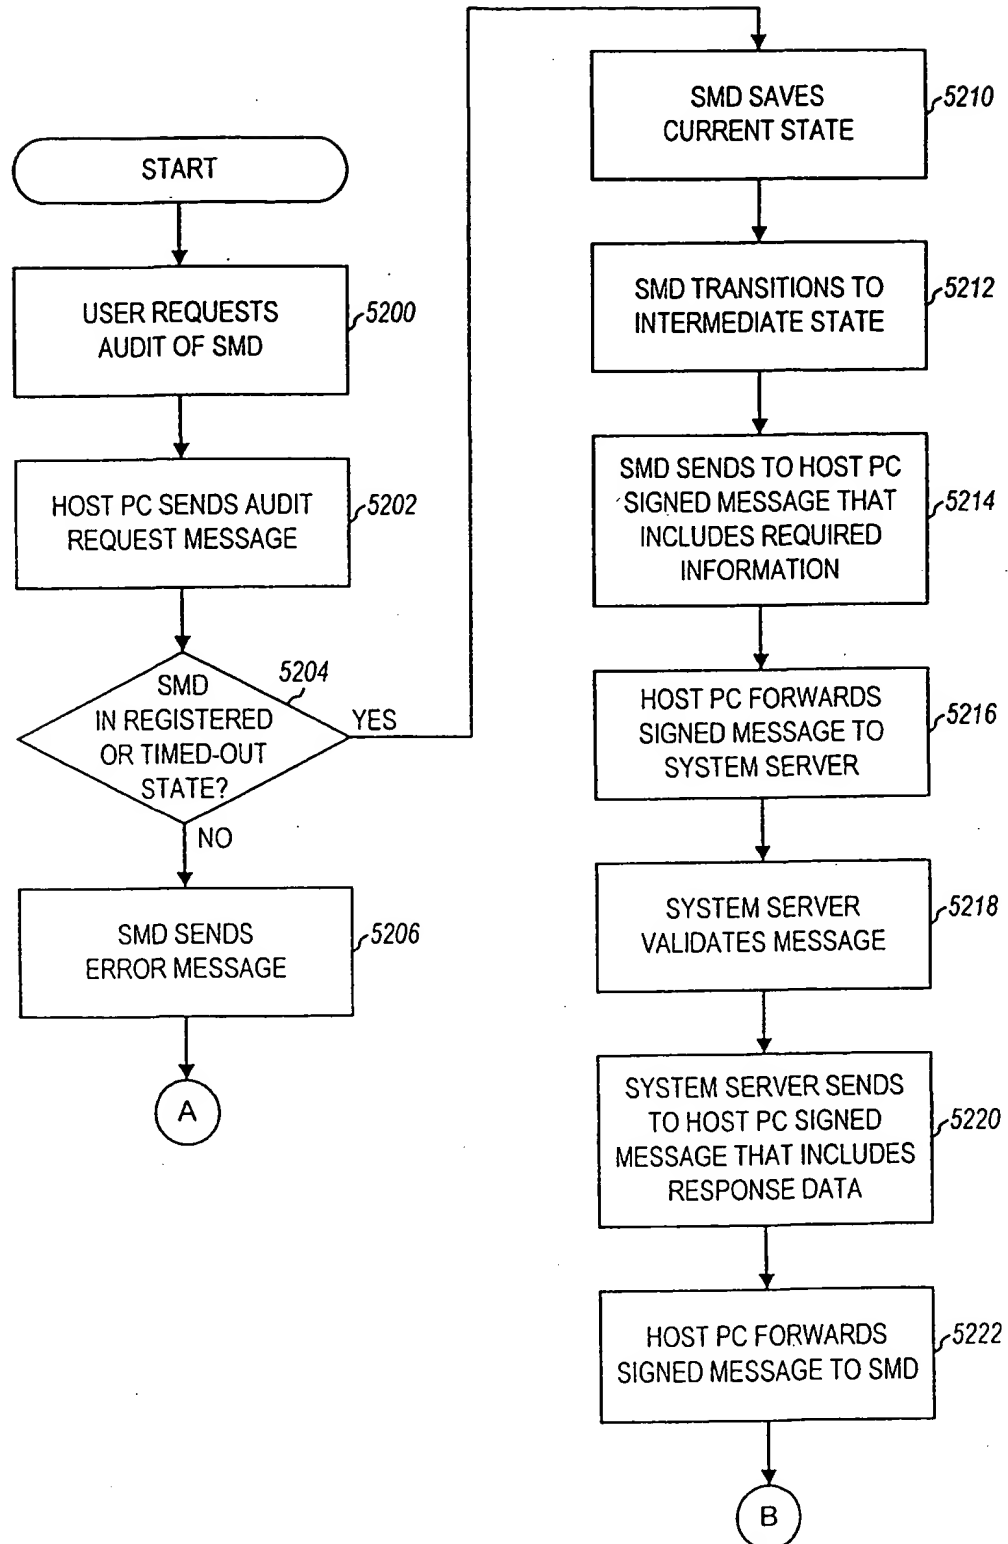 START
USER REQUESTS
AUDIT OF SMD
5200
HOST PC SENDS AUDIT
REQUEST MESSAGE
5202
SMD
IN REGISTERED
OR TIMED-OUT
STATE?
5204
YES
NO
SMD SENDS
ERROR MESSAGE
5206
A
SMD SAVES
CURRENT STATE
5210
SMD TRANSITIONS TO
INTERMEDIATE STATE
5212
SMD SENDS TO HOST PC
SIGNED MESSAGE THAT
INCLUDES REQUIRED
INFORMATION
5214
HOST PC FORWARDS
SIGNED MESSAGE TO
SYSTEM SERVER
5216
SYSTEM SERVER
VALIDATES MESSAGE
5218
SYSTEM SERVER SENDS
TO HOST PC SIGNED
MESSAGE THAT INCLUDES
RESPONSE DATA
5220
HOST PC FORWARDS
SIGNED MESSAGE TO SMD
5222
B